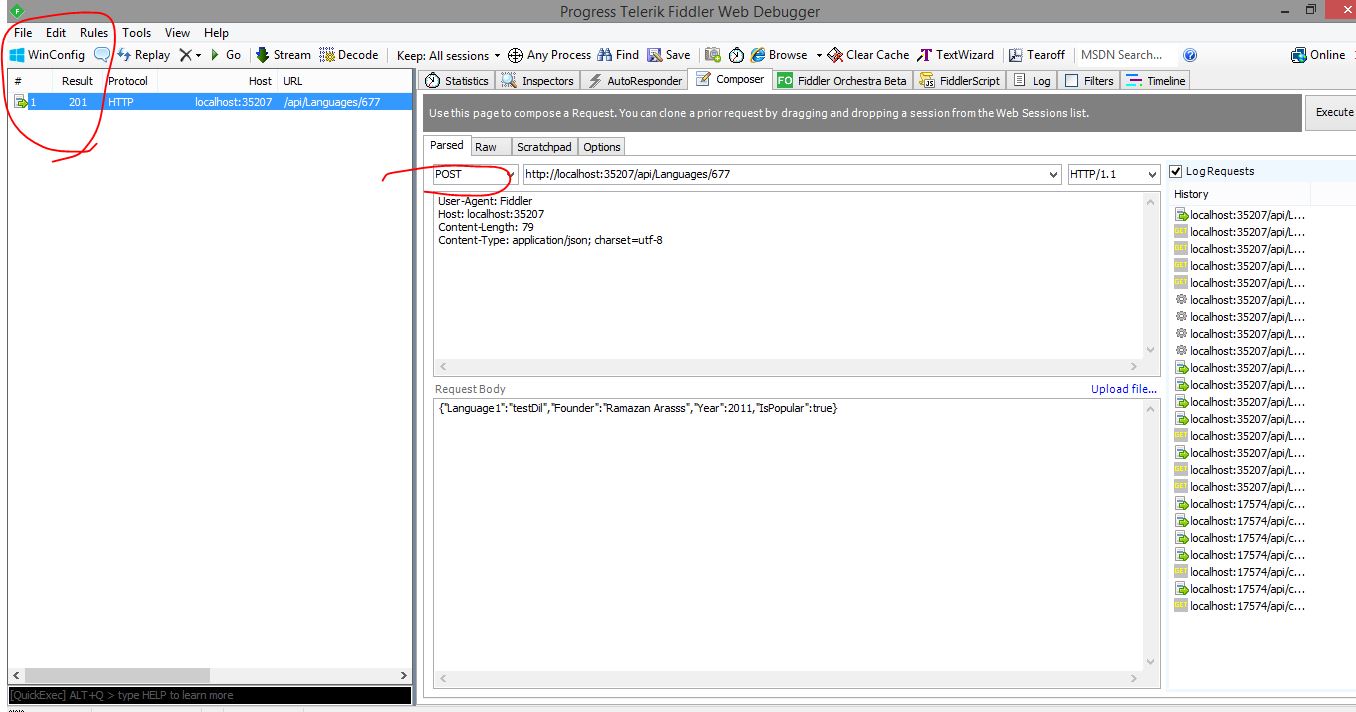 Progress Telerik Fiddler Web Debugger
File Edit Rules Tools View Help
WinConfig Replay Go Stream Decode Keep: All sessions Any Process Find Save Browse Clear Cache TextWizard Tearoff MSDN Search... Online
# Result Protocol Host URL
1 201 HTTP localhost:35207 /api/Languages/677
Statistics Inspectors AutoResponder Composer FO Fiddler Orchestra Beta FiddlerScript Log Filters Timeline
Use this page to compose a Request. You can clone a prior request by dragging and dropping a session from the Web Sessions list.
Execute
Parsed Raw Scratchpad Options
POST http://localhost:35207/api/Languages/677 HTTP/1.1
User-Agent: Fiddler
Host: localhost:35207
Content-Length: 79
Content-Type: application/json; charset=utf-8
Request Body Upload file...
{"Language1":"testDil","Founder":"Ramazan Arasss","Year":2011,"IsPopular":true}
Log Requests
History
localhost:35207/api/L...
GET localhost:35207/api/L...
GET localhost:35207/api/L...
GET localhost:35207/api/L...
GET localhost:35207/api/L...
localhost:35207/api/L...
localhost:35207/api/L...
localhost:35207/api/L...
localhost:35207/api/L...
localhost:35207/api/L...
localhost:35207/api/L...
localhost:35207/api/L...
localhost:35207/api/L...
GET localhost:35207/api/L...
localhost:35207/api/L...
GET localhost:35207/api/L...
GET localhost:35207/api/L...
localhost:17574/api/c...
localhost:17574/api/c...
localhost:17574/api/c...
localhost:17574/api/c...
GET localhost:17574/api/c...
localhost:17574/api/c...
GET localhost:17574/api/c...
[QuickExec] ALT+Q > type HELP to learn more